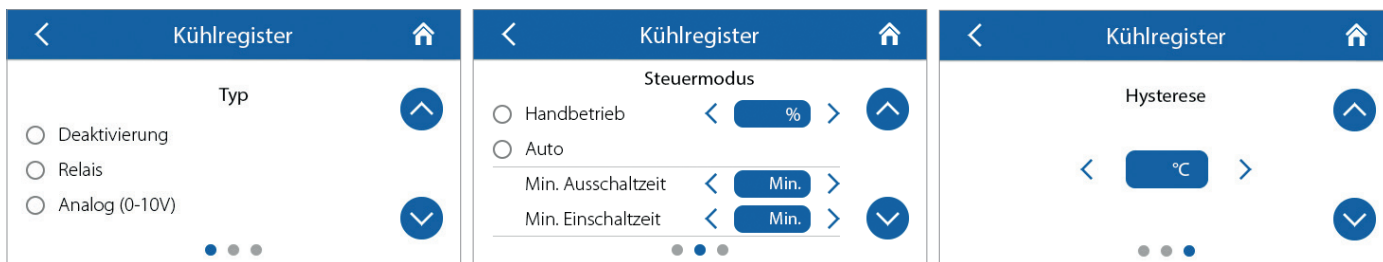 Kühlregister
Typ
Deaktivierung
Relais
Analog (0-10V)
Kühlregister
Steuermodus
Handbetrieb %
Auto
Min. Ausschaltzeit Min.
Min. Einschaltzeit Min.
Kühlregister
Hysterese
°C